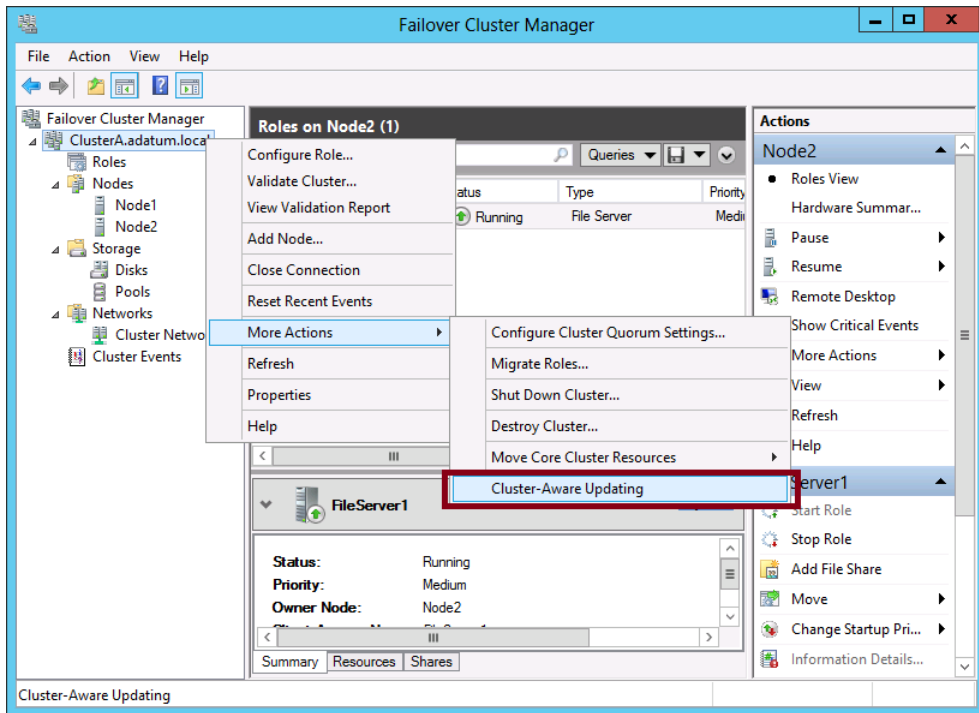 Failover Cluster Manager
File Action View Help
Failover Cluster Manager
ClusterA.adatum.local
Roles
Nodes
Node1
Node2
Storage
Disks
Pools
Networks
Cluster Netwo
Cluster Events
Configure Role...
Validate Cluster...
View Validation Report
Add Node...
Close Connection
Reset Recent Events
More Actions
Refresh
Properties
Help
Configure Cluster Quorum Settings...
Migrate Roles...
Shut Down Cluster...
Destroy Cluster...
Move Core Cluster Resources
Cluster-Aware Updating
Roles on Node2 (1)
Queries
atus Type Priority
Running File Server Mediu
FileServer1
Status: Running
Priority: Medium
Owner Node: Node2
Summary Resources Shares
Actions
Node2
Roles View
Hardware Summar...
Pause
Resume
Remote Desktop
Show Critical Events
More Actions
View
Refresh
Help
Server1
Start Role
Stop Role
Add File Share
Move
Change Startup Pri...
Information Details...
Cluster-Aware Updating